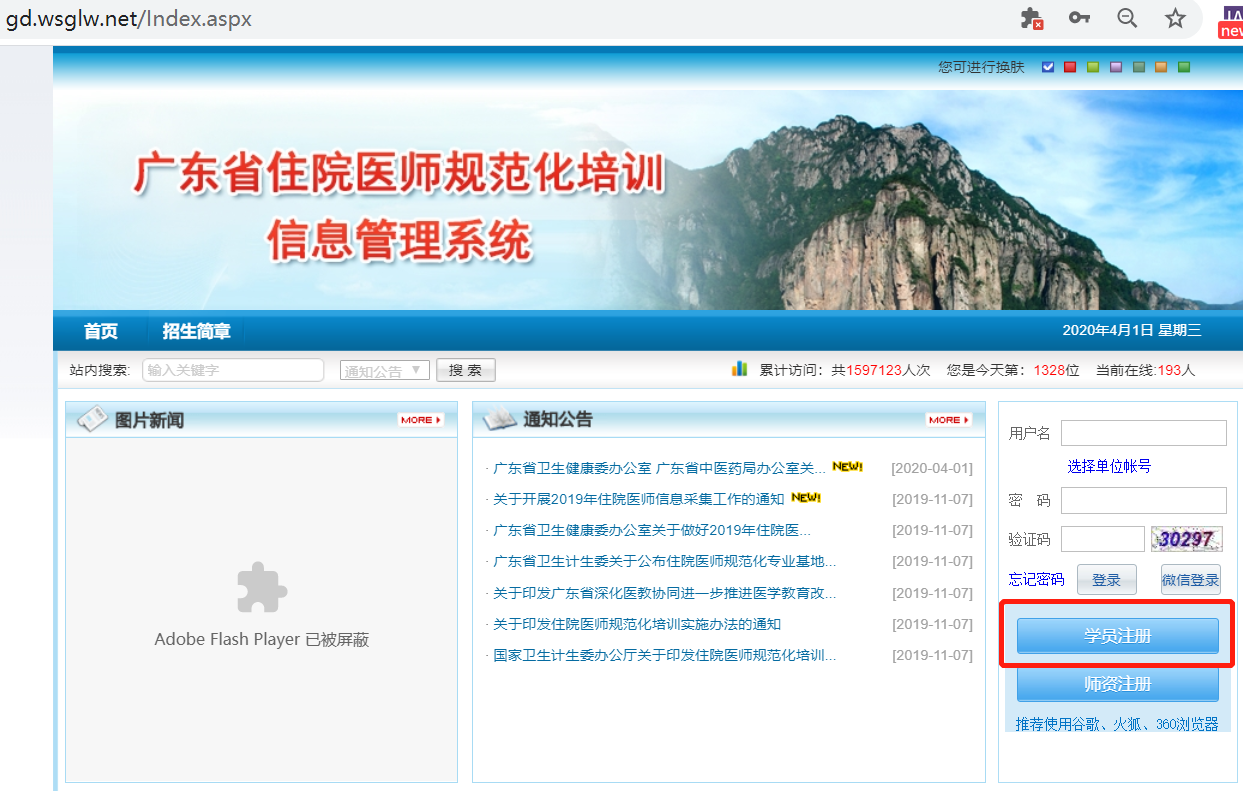 gd.wsglw.net/Index.aspx
new
您可进行换肤
广东省住院医师规范化培训
信息管理系统
首页 招生简章 2020年4月1日 星期三
站内搜索: 输入关键字 通知公告 搜 索 累计访问：共1597123人次 您是今天第：1328位 当前在线:193人
图片新闻 MORE
通知公告 MORE
Adobe Flash Player 已被屏蔽
· 广东省卫生健康委办公室 广东省中医药局办公室关... NEW! [2020-04-01]
· 关于开展2019年住院医师信息采集工作的通知 NEW! [2019-11-07]
· 广东省卫生健康委办公室关于做好2019年住院医... [2019-11-07]
· 广东省卫生计生委关于公布住院医师规范化专业基地... [2019-11-07]
· 关于印发广东省深化医教协同进一步推进医学教育改... [2019-11-07]
· 关于印发住院医师规范化培训实施办法的通知 [2019-11-07]
· 国家卫生计生委办公厅关于印发住院医师规范化培训... [2019-11-07]
用户名
选择单位帐号
密 码
验证码 30297
忘记密码 登录 微信登录
学员注册
师资注册
推荐使用谷歌、火狐、360浏览器